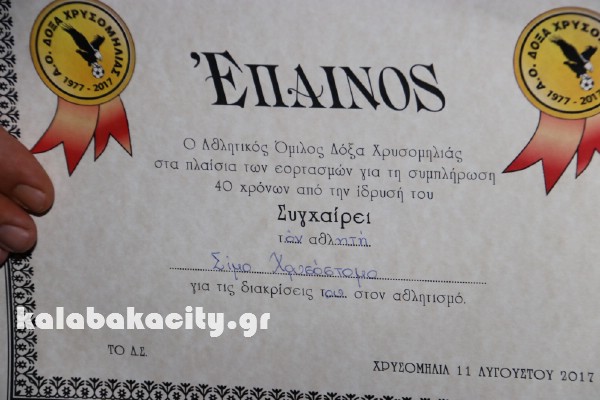 Α.Ο. ΔΟΞΑ ΧΡΥΣΟΜΗΛΙΑΣ
1977 - 2017
Α.Ο. ΔΟΞΑ ΧΡΥΣΟΜ
1977 - 2017
ἜΠΑΙΝΟΣ
Ο Αθλητικός Όμιλος Δόξα Χρυσομηλιάς
στα πλαίσια των εορτασμών για τη συμπλήρωση
40 χρόνων από την ίδρυσή του
Συγχαίρει
τον αθλητή
Σίμο Χρυσόστομο
για τις διακρίσεις του στον αθλητισμό.
kalabakacity.gr
ΤΟ Δ.Σ.
ΧΡΥΣΟΜΗΛΙΑ 11 ΑΥΓΟΥΣΤΟΥ 2017